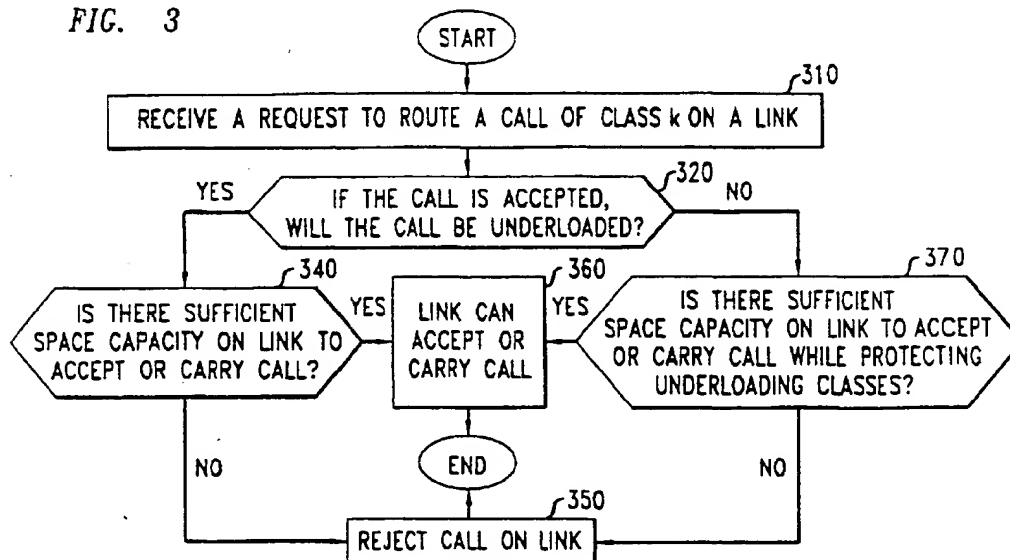 FIG. 3
START
310
RECEIVE A REQUEST TO ROUTE A CALL OF CLASS k ON A LINK
320
YES
IF THE CALL IS ACCEPTED,
WILL THE CALL BE UNDERLOADED?
NO
340
IS THERE SUFFICIENT
SPACE CAPACITY ON LINK TO
ACCEPT OR CARRY CALL?
YES
360
LINK CAN
ACCEPT OR
CARRY CALL
YES
370
IS THERE SUFFICIENT
SPACE CAPACITY ON LINK TO ACCEPT
OR CARRY CALL WHILE PROTECTING
UNDERLOADING CLASSES?
NO
END
NO
350
REJECT CALL ON LINK